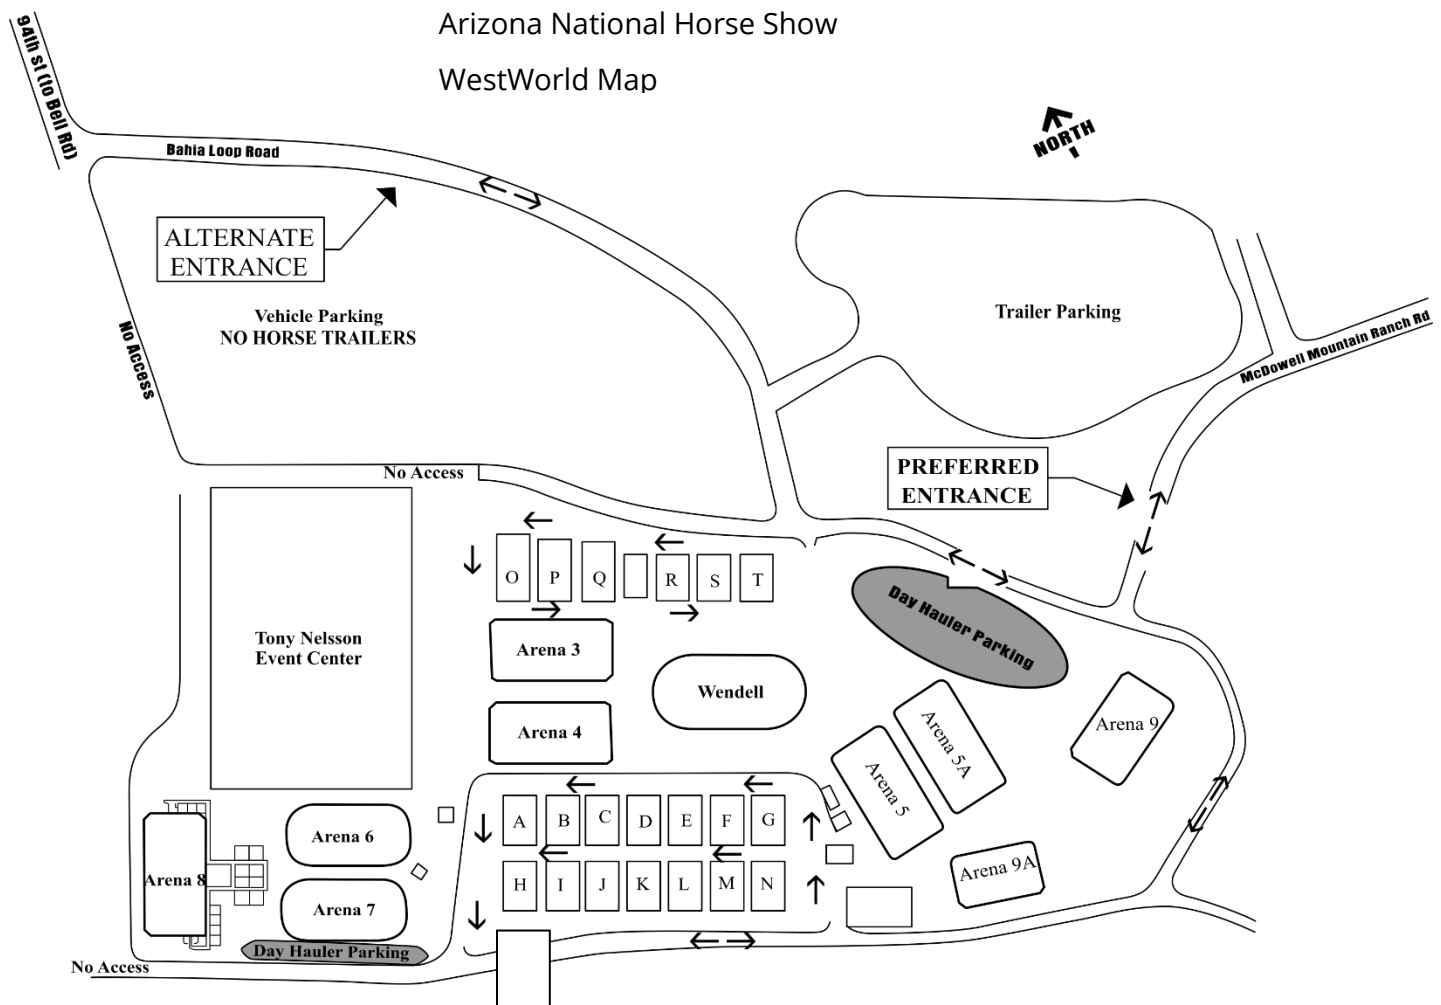 Arizona National Horse Show
WestWorld Map
94th st (to Bell Rd)
Bahia Loop Road
NORTH
ALTERNATE
ENTRANCE
Vehicle Parking
NO HORSE TRAILERS
Trailer Parking
No Access
McDowell Mountain Ranch Rd
PREFERRED
ENTRANCE
No Access
O
P
Q
R
S
T
Day Hauler Parking
Tony Nelsson
Event Center
Arena 3
Wendell
Arena 4
Arena 5A
Arena 5
Arena 9
A
B
C
D
E
F
G
Arena 6
Arena 8
Arena 7
H
I
J
K
L
M
N
Arena 9A
Day Hauler Parking
No Access